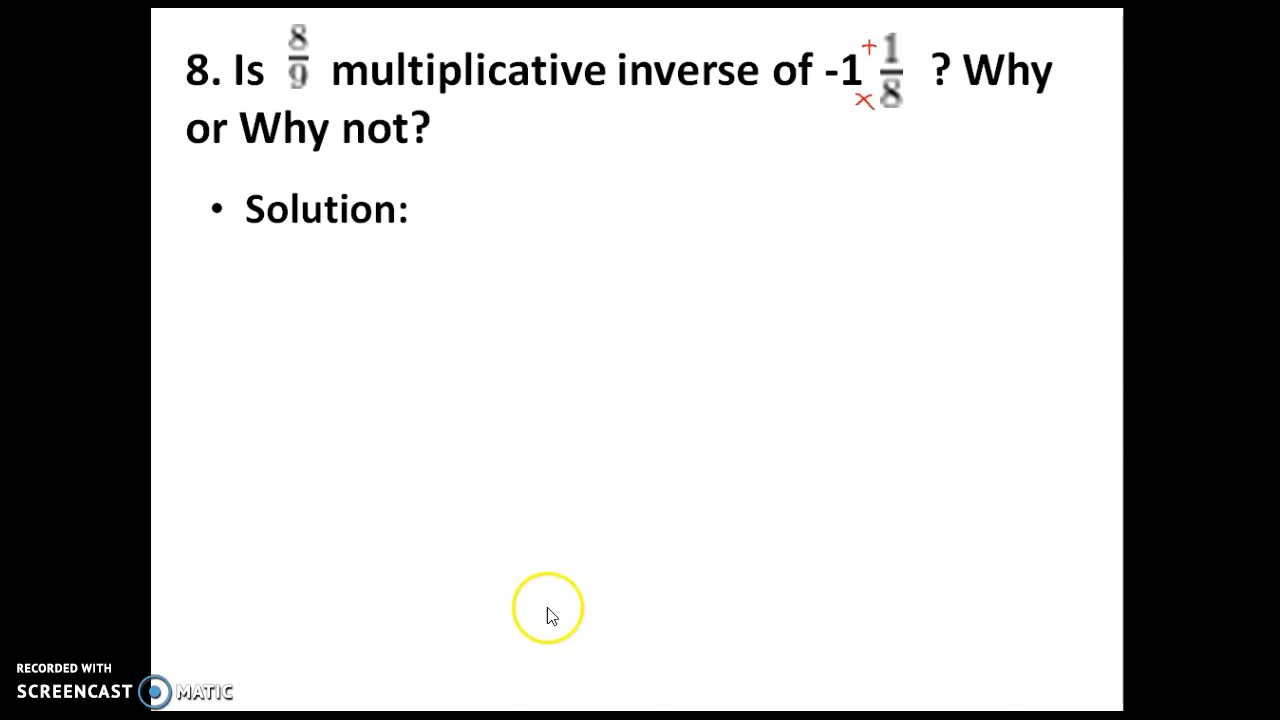 8. Is 8/9 multiplicative inverse of -1 + 1/8 ? Why
×
or Why not?
• Solution:
RECORDED WITH
SCREENCAST MATIC